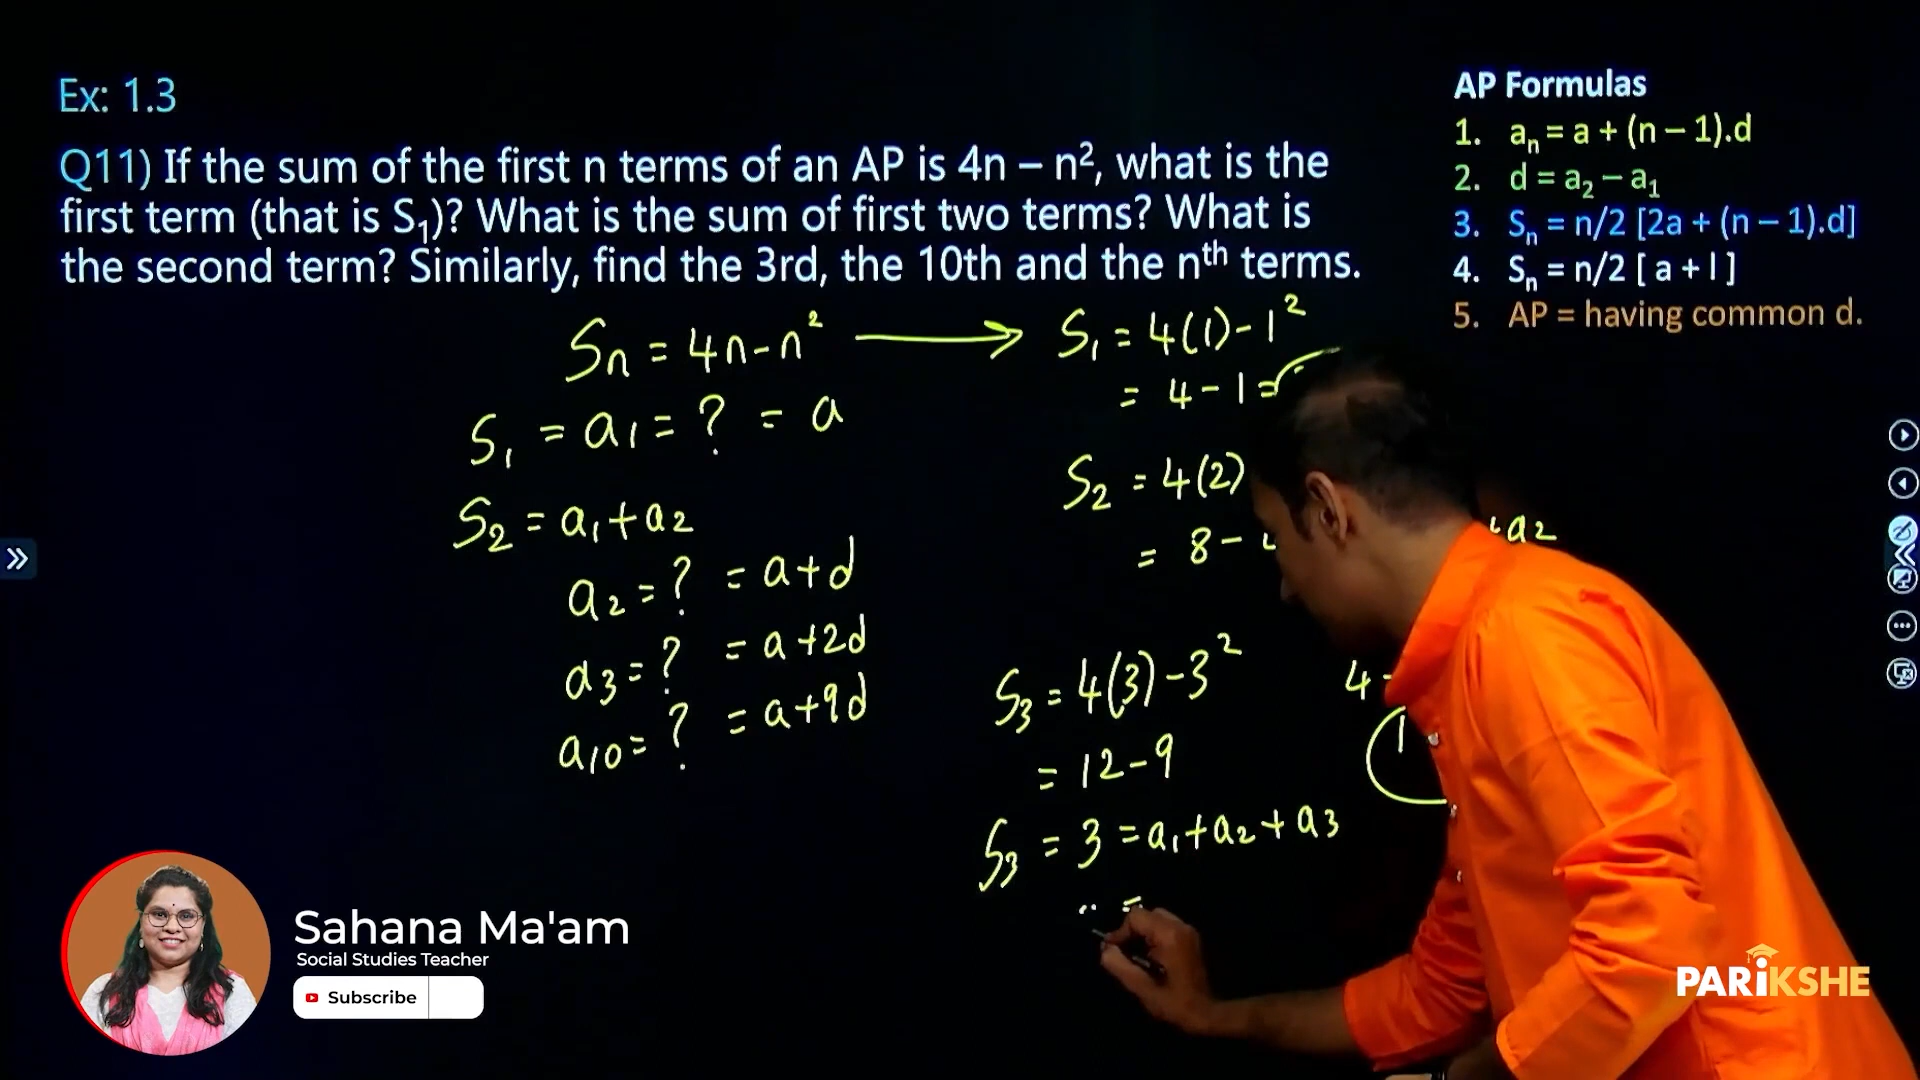 Ex: 1.3
Q11) If the sum of the first n terms of an AP is 4n – n², what is the
first term (that is S₁)? What is the sum of first two terms? What is
the second term? Similarly, find the 3rd, the 10th and the nᵗʰ terms.
AP Formulas
1. aₙ = a + (n – 1).d
2. d = a₂ – a₁
3. Sₙ = n/2 [2a + (n – 1).d]
4. Sₙ = n/2 [ a + l ]
5. AP = having common d.
Sn = 4n - n²
S₁ = a₁ = ? = a
S₂ = a₁ + a₂
a₂ = ? = a + d
a₃ = ? = a + 2d
a₁₀ = ? = a + 9d
S₁ = 4(1) - 1²
= 4 - 1 =
S₂ = 4(2)
= 8 -
a₂
S₃ = 4(3) - 3²
= 12 - 9
S₃ = 3 = a₁ + a₂ + a₃
4 -
1
Sahana Ma'am
Social Studies Teacher
Subscribe
PARiKSHE